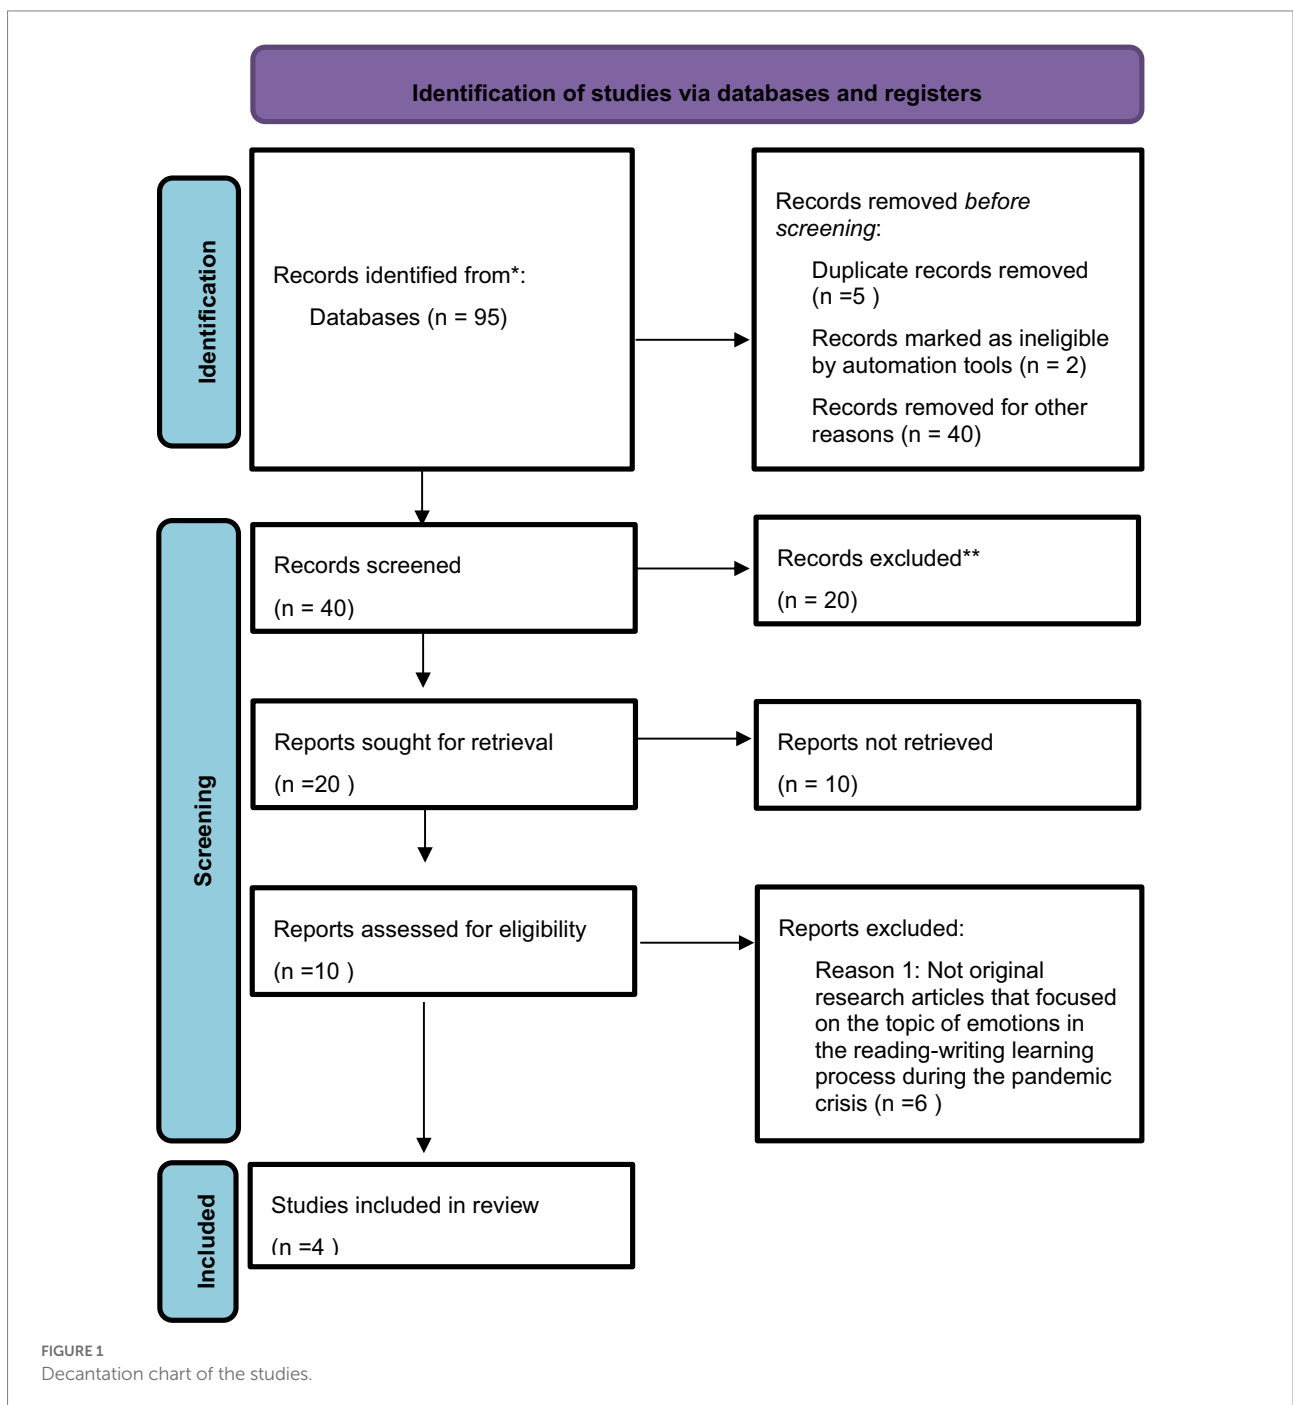 Identification of studies via databases and registers
Identification
Records identified from*:
Databases (n = 95)
Records removed before
screening:
Duplicate records removed
(n =5 )
Records marked as ineligible
by automation tools (n = 2)
Records removed for other
reasons (n = 40)
Screening
Records screened
(n = 40)
Records excluded**
(n = 20)
Reports sought for retrieval
(n =20 )
Reports not retrieved
(n = 10)
Reports assessed for eligibility
(n =10 )
Reports excluded:
Reason 1: Not original
research articles that focused
on the topic of emotions in
the reading-writing learning
process during the pandemic
crisis (n =6 )
Included
Studies included in review
(n =4 )
FIGURE 1
Decantation chart of the studies.